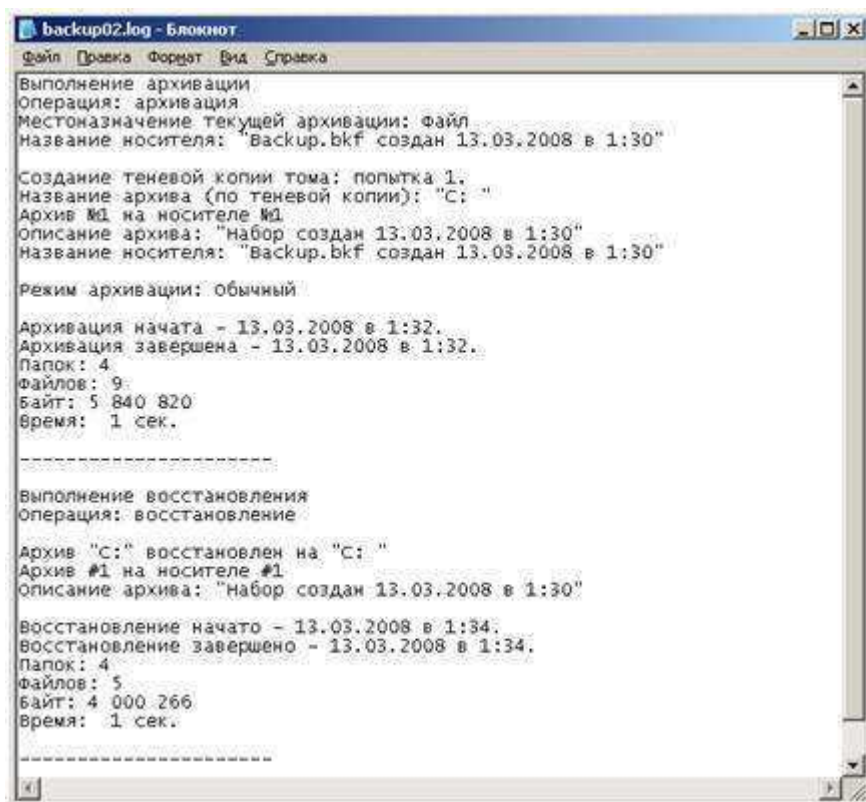 backup02.log - Блокнот
Файл Правка Формат Вид Справка
Выполнение архивации
Операция: архивация
Местоназначение текущей архивации: Файл
Название носителя: "Backup.bkf создан 13.03.2008 в 1:30"
Создание теневой копии тома: попытка 1.
Название архива (по теневой копии): "C: "
Архив №1 на носителе №1
Описание архива: "Набор создан 13.03.2008 в 1:30"
Название носителя: "Backup.bkf создан 13.03.2008 в 1:30"
Режим архивации: Обычный
Архивация начата - 13.03.2008 в 1:32.
Архивация завершена - 13.03.2008 в 1:32.
Папок: 4
Файлов: 9
Байт: 5 840 820
Время:  1 сек.
----------------------
Выполнение восстановления
Операция: восстановление
Архив "C:" восстановлен на "C: "
Архив #1 на носителе #1
Описание архива: "Набор создан 13.03.2008 в 1:30"
Восстановление начато - 13.03.2008 в 1:34.
Восстановление завершено - 13.03.2008 в 1:34.
Папок: 4
Файлов: 5
Байт: 4 000 266
Время:  1 сек.
----------------------